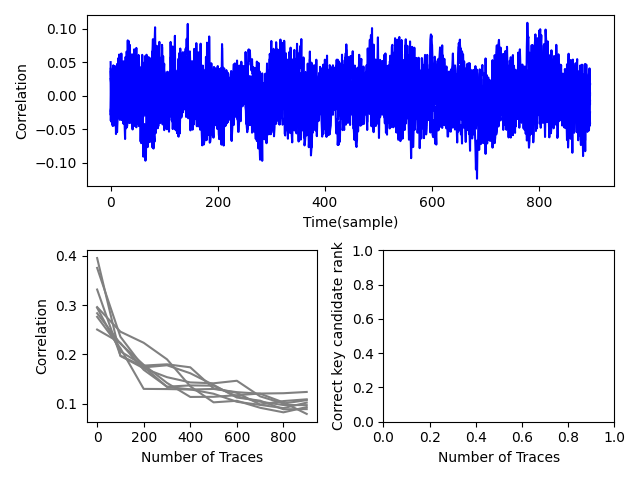 0.10
0.05
0.00
−0.05
−0.10
Correlation
0 200 400 600 800
Time(sample)
0.4
0.3
0.2
0.1
Correlation
0 200 400 600 800
Number of Traces
1.0
0.8
0.6
0.4
0.2
0.0
Correct key candidate rank
0.0 0.2 0.4 0.6 0.8 1.0
Number of Traces